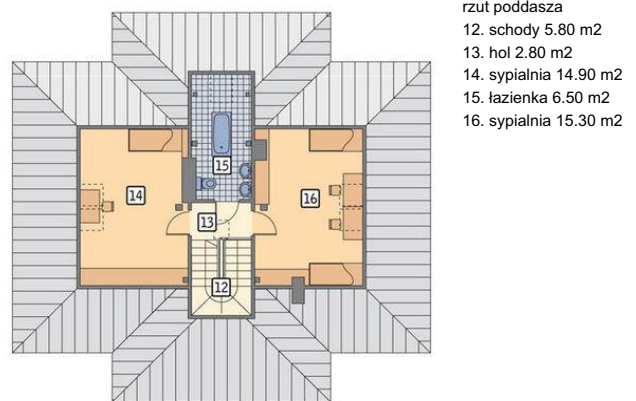 rzut poddasza
12. schody 5.80 m2
13. hol 2.80 m2
14. sypialnia 14.90 m2
15. łazienka 6.50 m2
16. sypialnia 15.30 m2
15
14
16
13
12